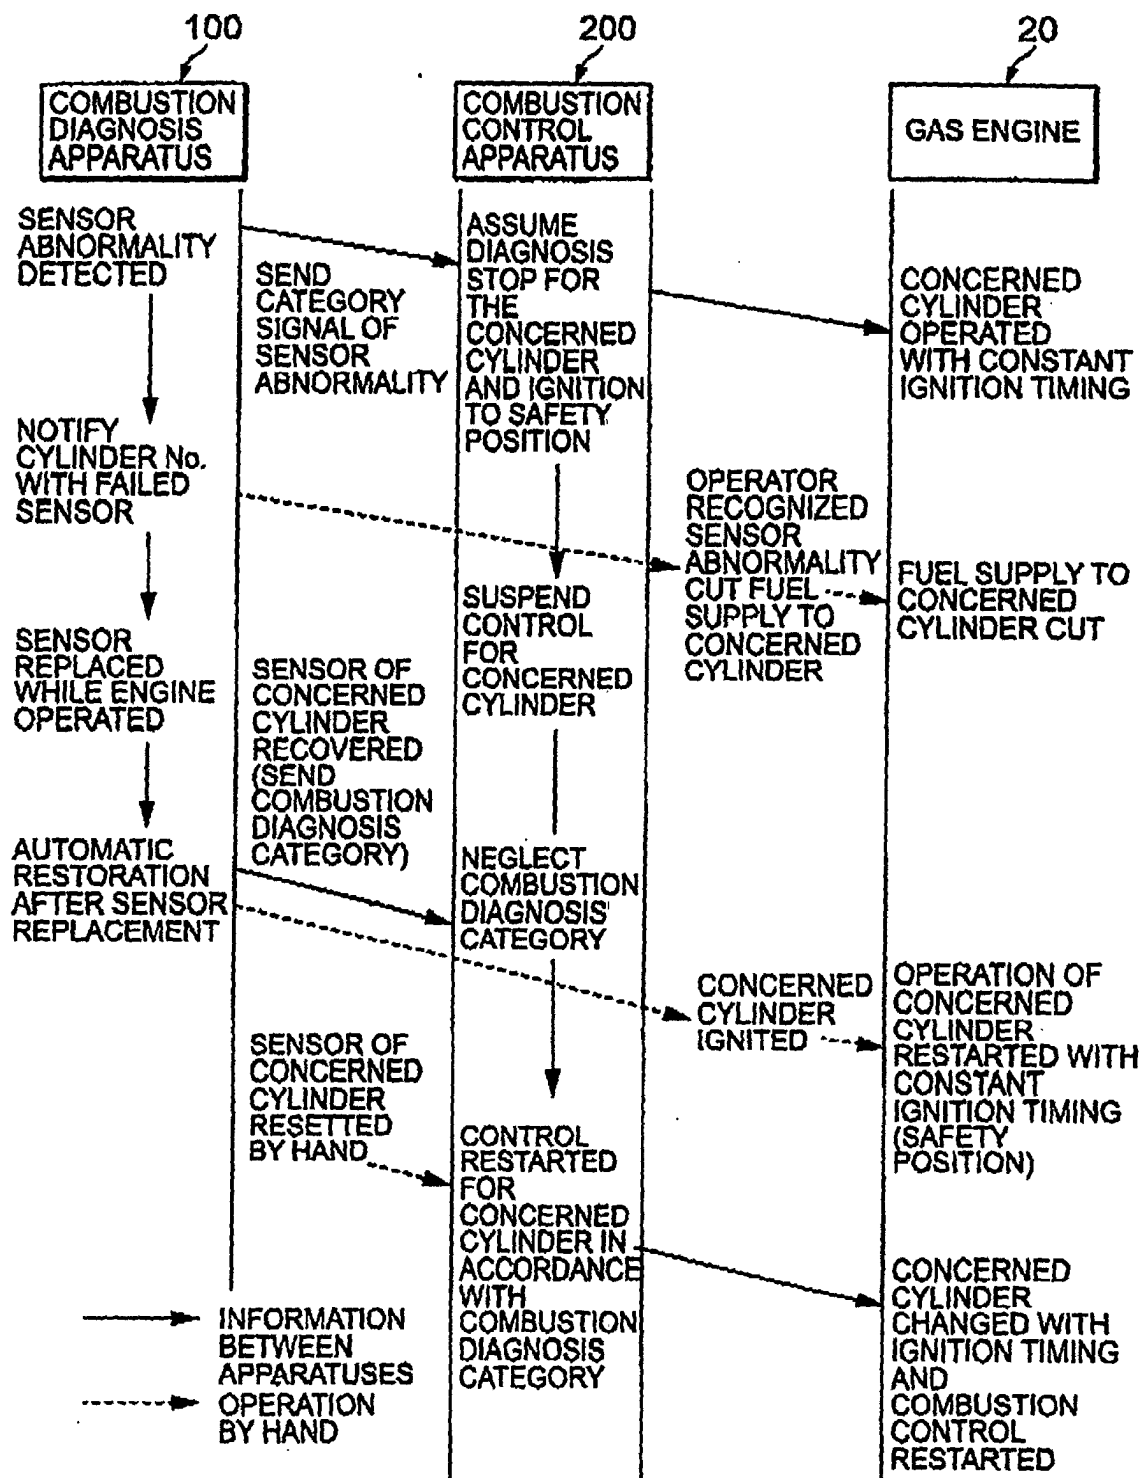 100
200
20
COMBUSTION
DIAGNOSIS
APPARATUS
COMBUSTION
CONTROL
APPARATUS
GAS ENGINE
SENSOR
ABNORMALITY
DETECTED
SEND
CATEGORY
SIGNAL OF
SENSOR
ABNORMALITY
ASSUME
DIAGNOSIS
STOP FOR
THE
CONCERNED
CYLINDER
AND IGNITION
TO SAFETY
POSITION
CONCERNED
CYLINDER
OPERATED
WITH CONSTANT
IGNITION TIMING
NOTIFY
CYLINDER No.
WITH FAILED
SENSOR
OPERATOR
RECOGNIZED
SENSOR
ABNORMALITY
CUT FUEL
SUPPLY TO
CONCERNED
CYLINDER
FUEL SUPPLY TO
CONCERNED
CYLINDER CUT
SUSPEND
CONTROL
FOR
CONCERNED
CYLINDER
SENSOR
REPLACED
WHILE ENGINE
OPERATED
SENSOR OF
CONCERNED
CYLINDER
RECOVERED
(SEND
COMBUSTION
DIAGNOSIS
CATEGORY)
AUTOMATIC
RESTORATION
AFTER SENSOR
REPLACEMENT
NEGLECT
COMBUSTION
DIAGNOSIS
CATEGORY
CONCERNED
CYLINDER
IGNITED
OPERATION OF
CONCERNED
CYLINDER
RESTARTED WITH
CONSTANT
IGNITION TIMING
(SAFETY
POSITION)
SENSOR OF
CONCERNED
CYLINDER
RESETTED
BY HAND
CONTROL
RESTARTED
FOR
CONCERNED
CYLINDER IN
ACCORDANCE
WITH
COMBUSTION
DIAGNOSIS
CATEGORY
CONCERNED
CYLINDER
CHANGED WITH
IGNITION TIMING
AND
COMBUSTION
CONTROL
RESTARTED
INFORMATION
BETWEEN
APPARATUSES
OPERATION
BY HAND